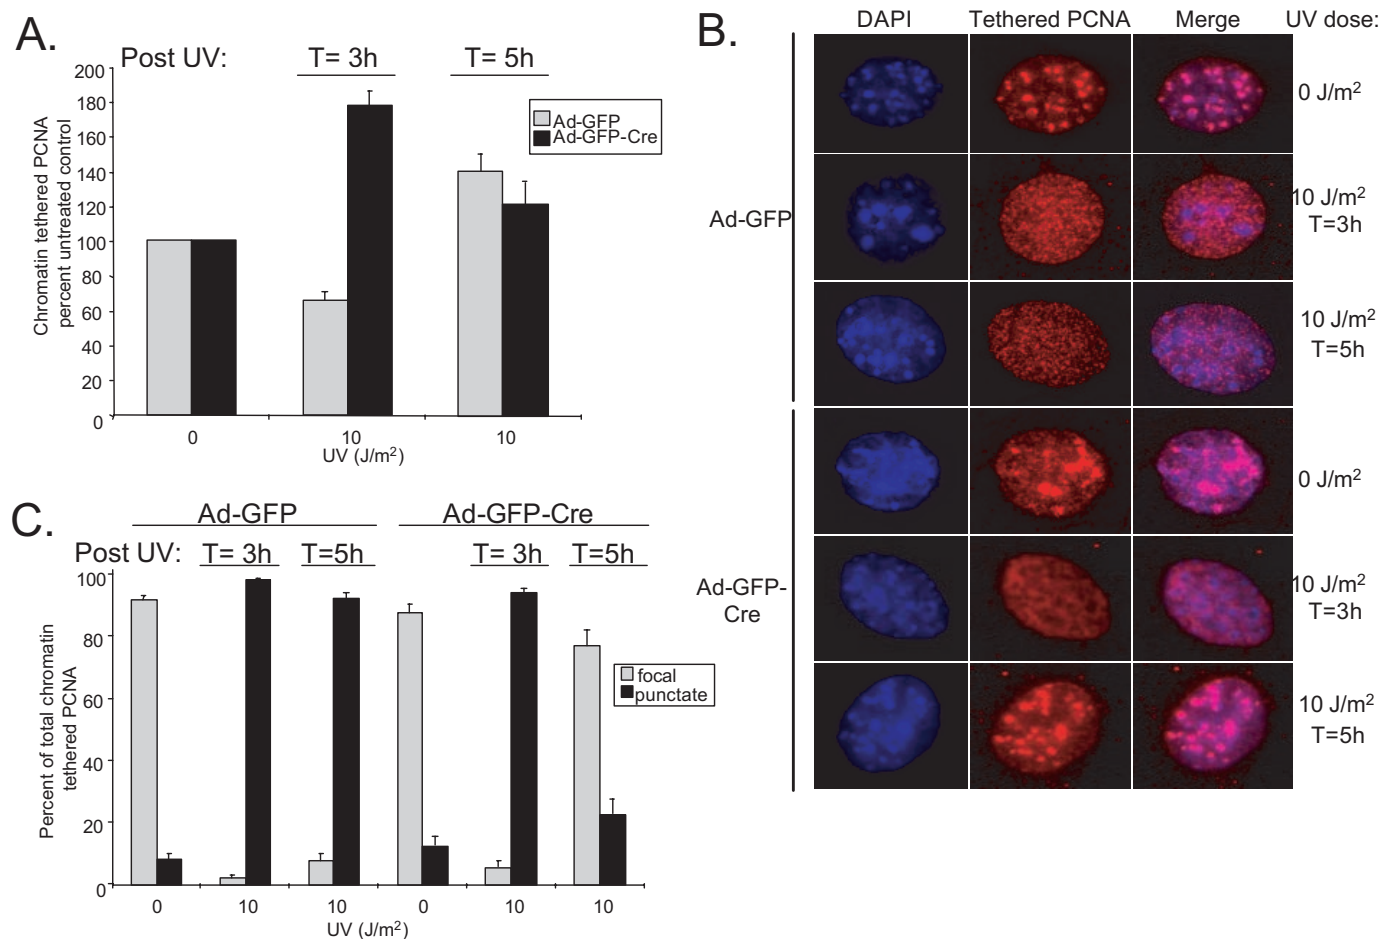 A.
Post UV:
T= 3h
T= 5h
200
180
160
140
120
100
80
60
40
20
0
Chromatin tethered PCNA
percent untreated control
Ad-GFP
Ad-GFP-Cre
0
10
10
UV (J/m²)
B.
DAPI
Tethered PCNA
Merge
UV dose:
Ad-GFP
0 J/m²
10 J/m²
T=3h
10 J/m²
T=5h
Ad-GFP-
Cre
0 J/m²
10 J/m²
T=3h
10 J/m²
T=5h
C.
Ad-GFP
Ad-GFP-Cre
Post UV:
T= 3h
T=5h
T= 3h
T=5h
100
80
60
40
20
0
Percent of total chromatin
tethered PCNA
focal
punctate
0
10
10
0
10
10
UV (J/m²)